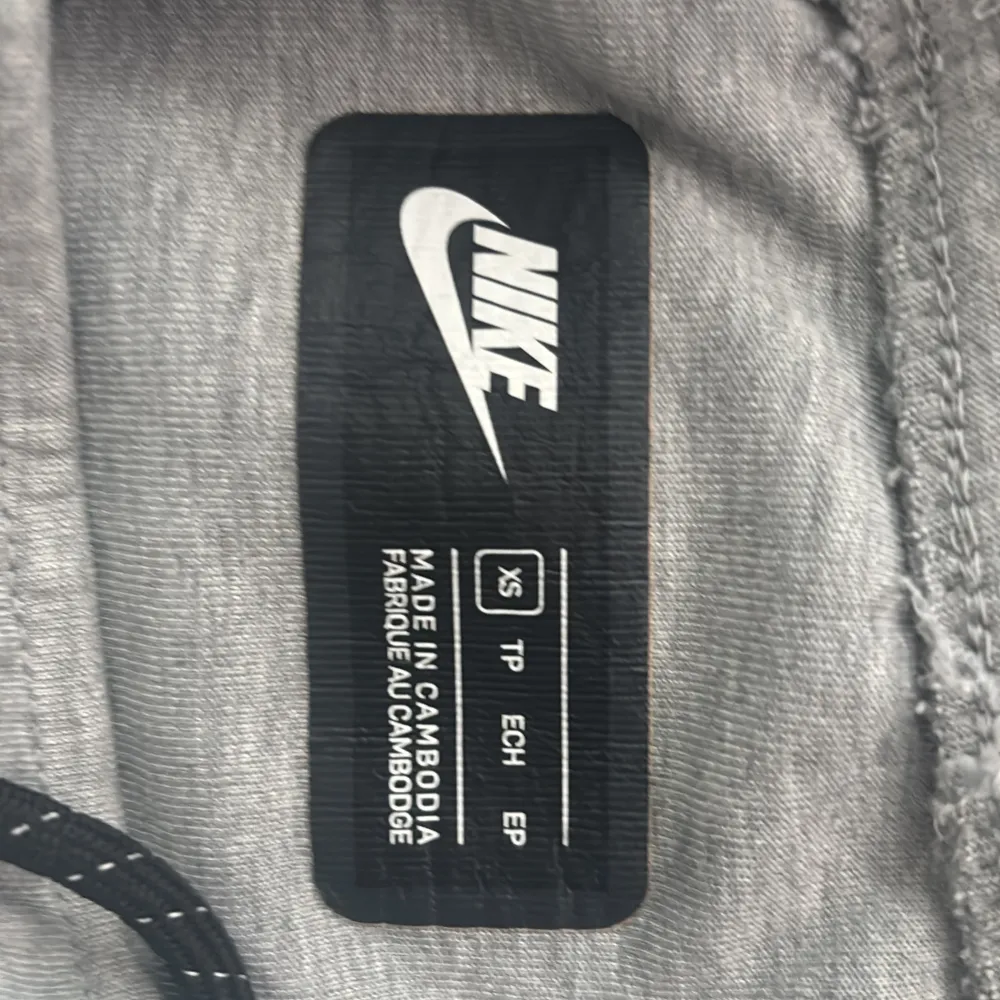 NIKE
XS TP ECH EP
MADE IN CAMBODIA
FABRIQUE AU CAMBODGE